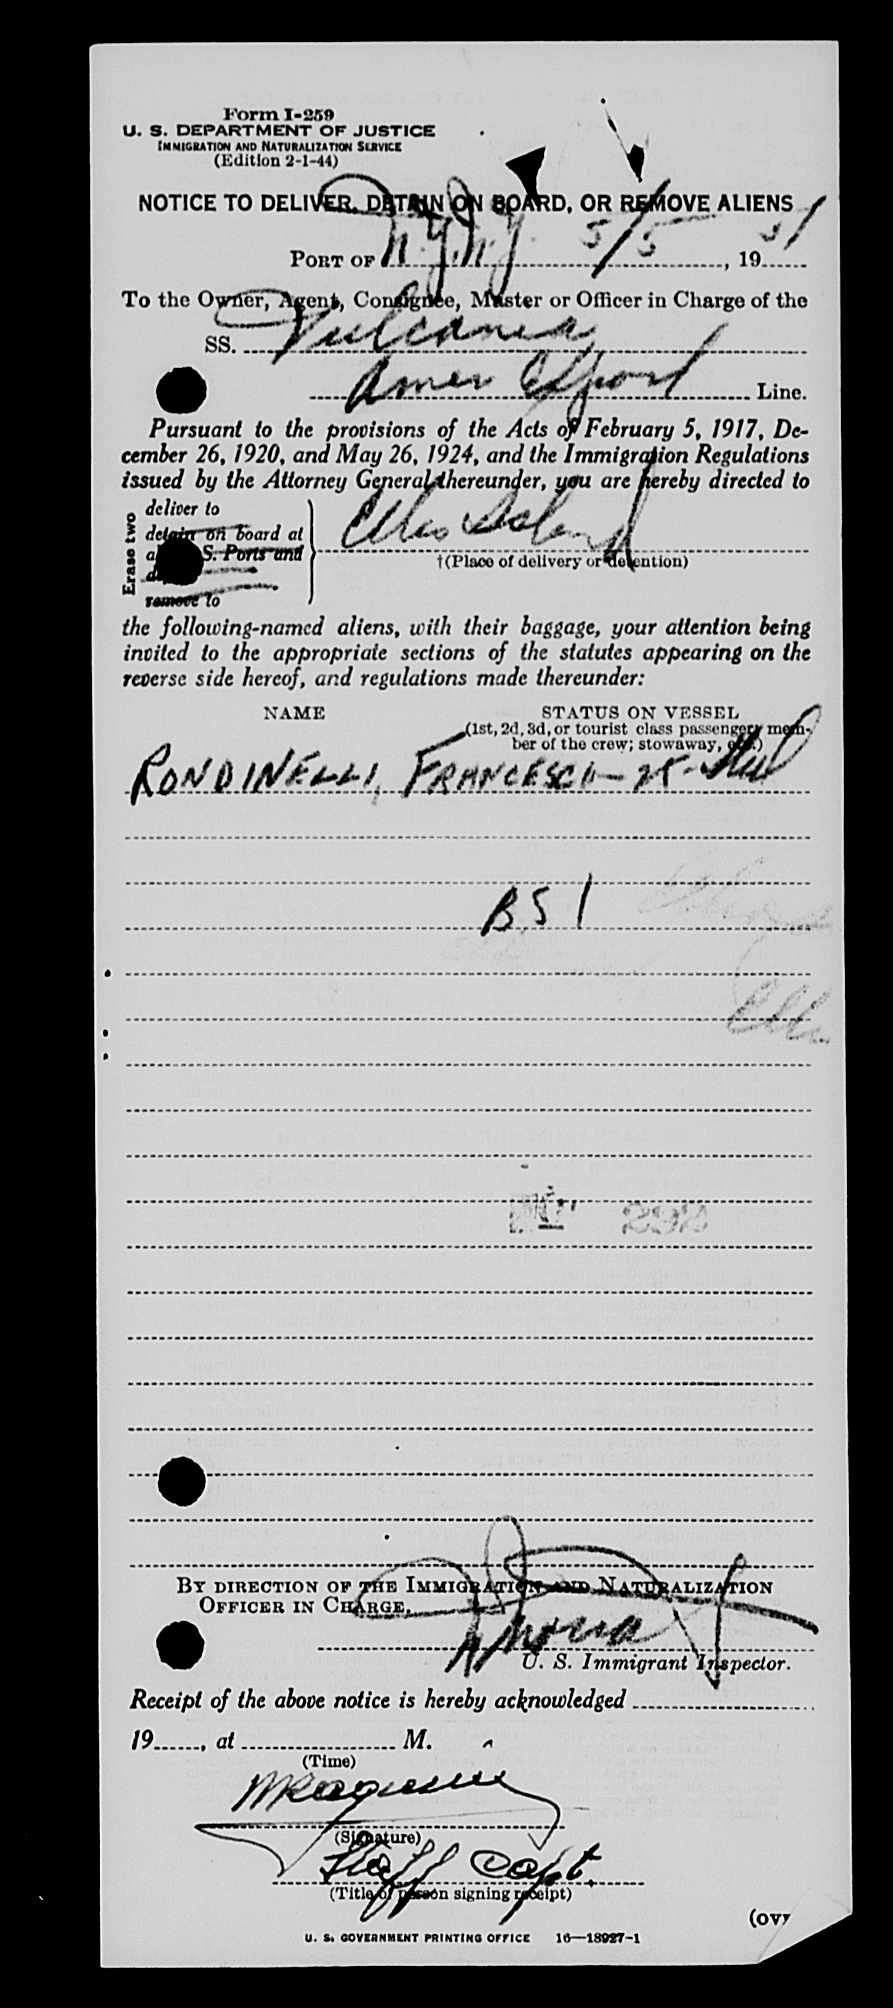 Form I-259
U. S. DEPARTMENT OF JUSTICE
IMMIGRATION AND NATURALIZATION SERVICE
(Edition 2-1-44)
NOTICE TO DELIVER, DETAIN ON BOARD, OR REMOVE ALIENS
PORT OF N.Y.N.Y. 5/5, 1951
To the Owner, Agent, Consignee, Master or Officer in Charge of the
SS. Vulcania
Amer Export Line.
Pursuant to the provisions of the Acts of February 5, 1917, De-
cember 26, 1920, and May 26, 1924, and the Immigration Regulations
issued by the Attorney General thereunder, you are hereby directed to
Erase two
deliver to
detain on board at
S. Ports and
remove to
Ellis Island
†(Place of delivery or detention)
the following-named aliens, with their baggage, your attention being
invited to the appropriate sections of the statutes appearing on the
reverse side hereof, and regulations made thereunder:
NAME STATUS ON VESSEL
(1st, 2d, 3d, or tourist class passenger; mem-
ber of the crew; stowaway, etc.)
RONDINELLI, FRANCESCO
BSI
BY DIRECTION OF THE IMMIGRATION AND NATURALIZATION
OFFICER IN CHARGE.
U. S. Immigrant Inspector.
Receipt of the above notice is hereby acknowledged
19, at M.
(Time)
(Signature)
Staff Capt.
(Title of person signing receipt)
U. S. GOVERNMENT PRINTING OFFICE 16—18927-1